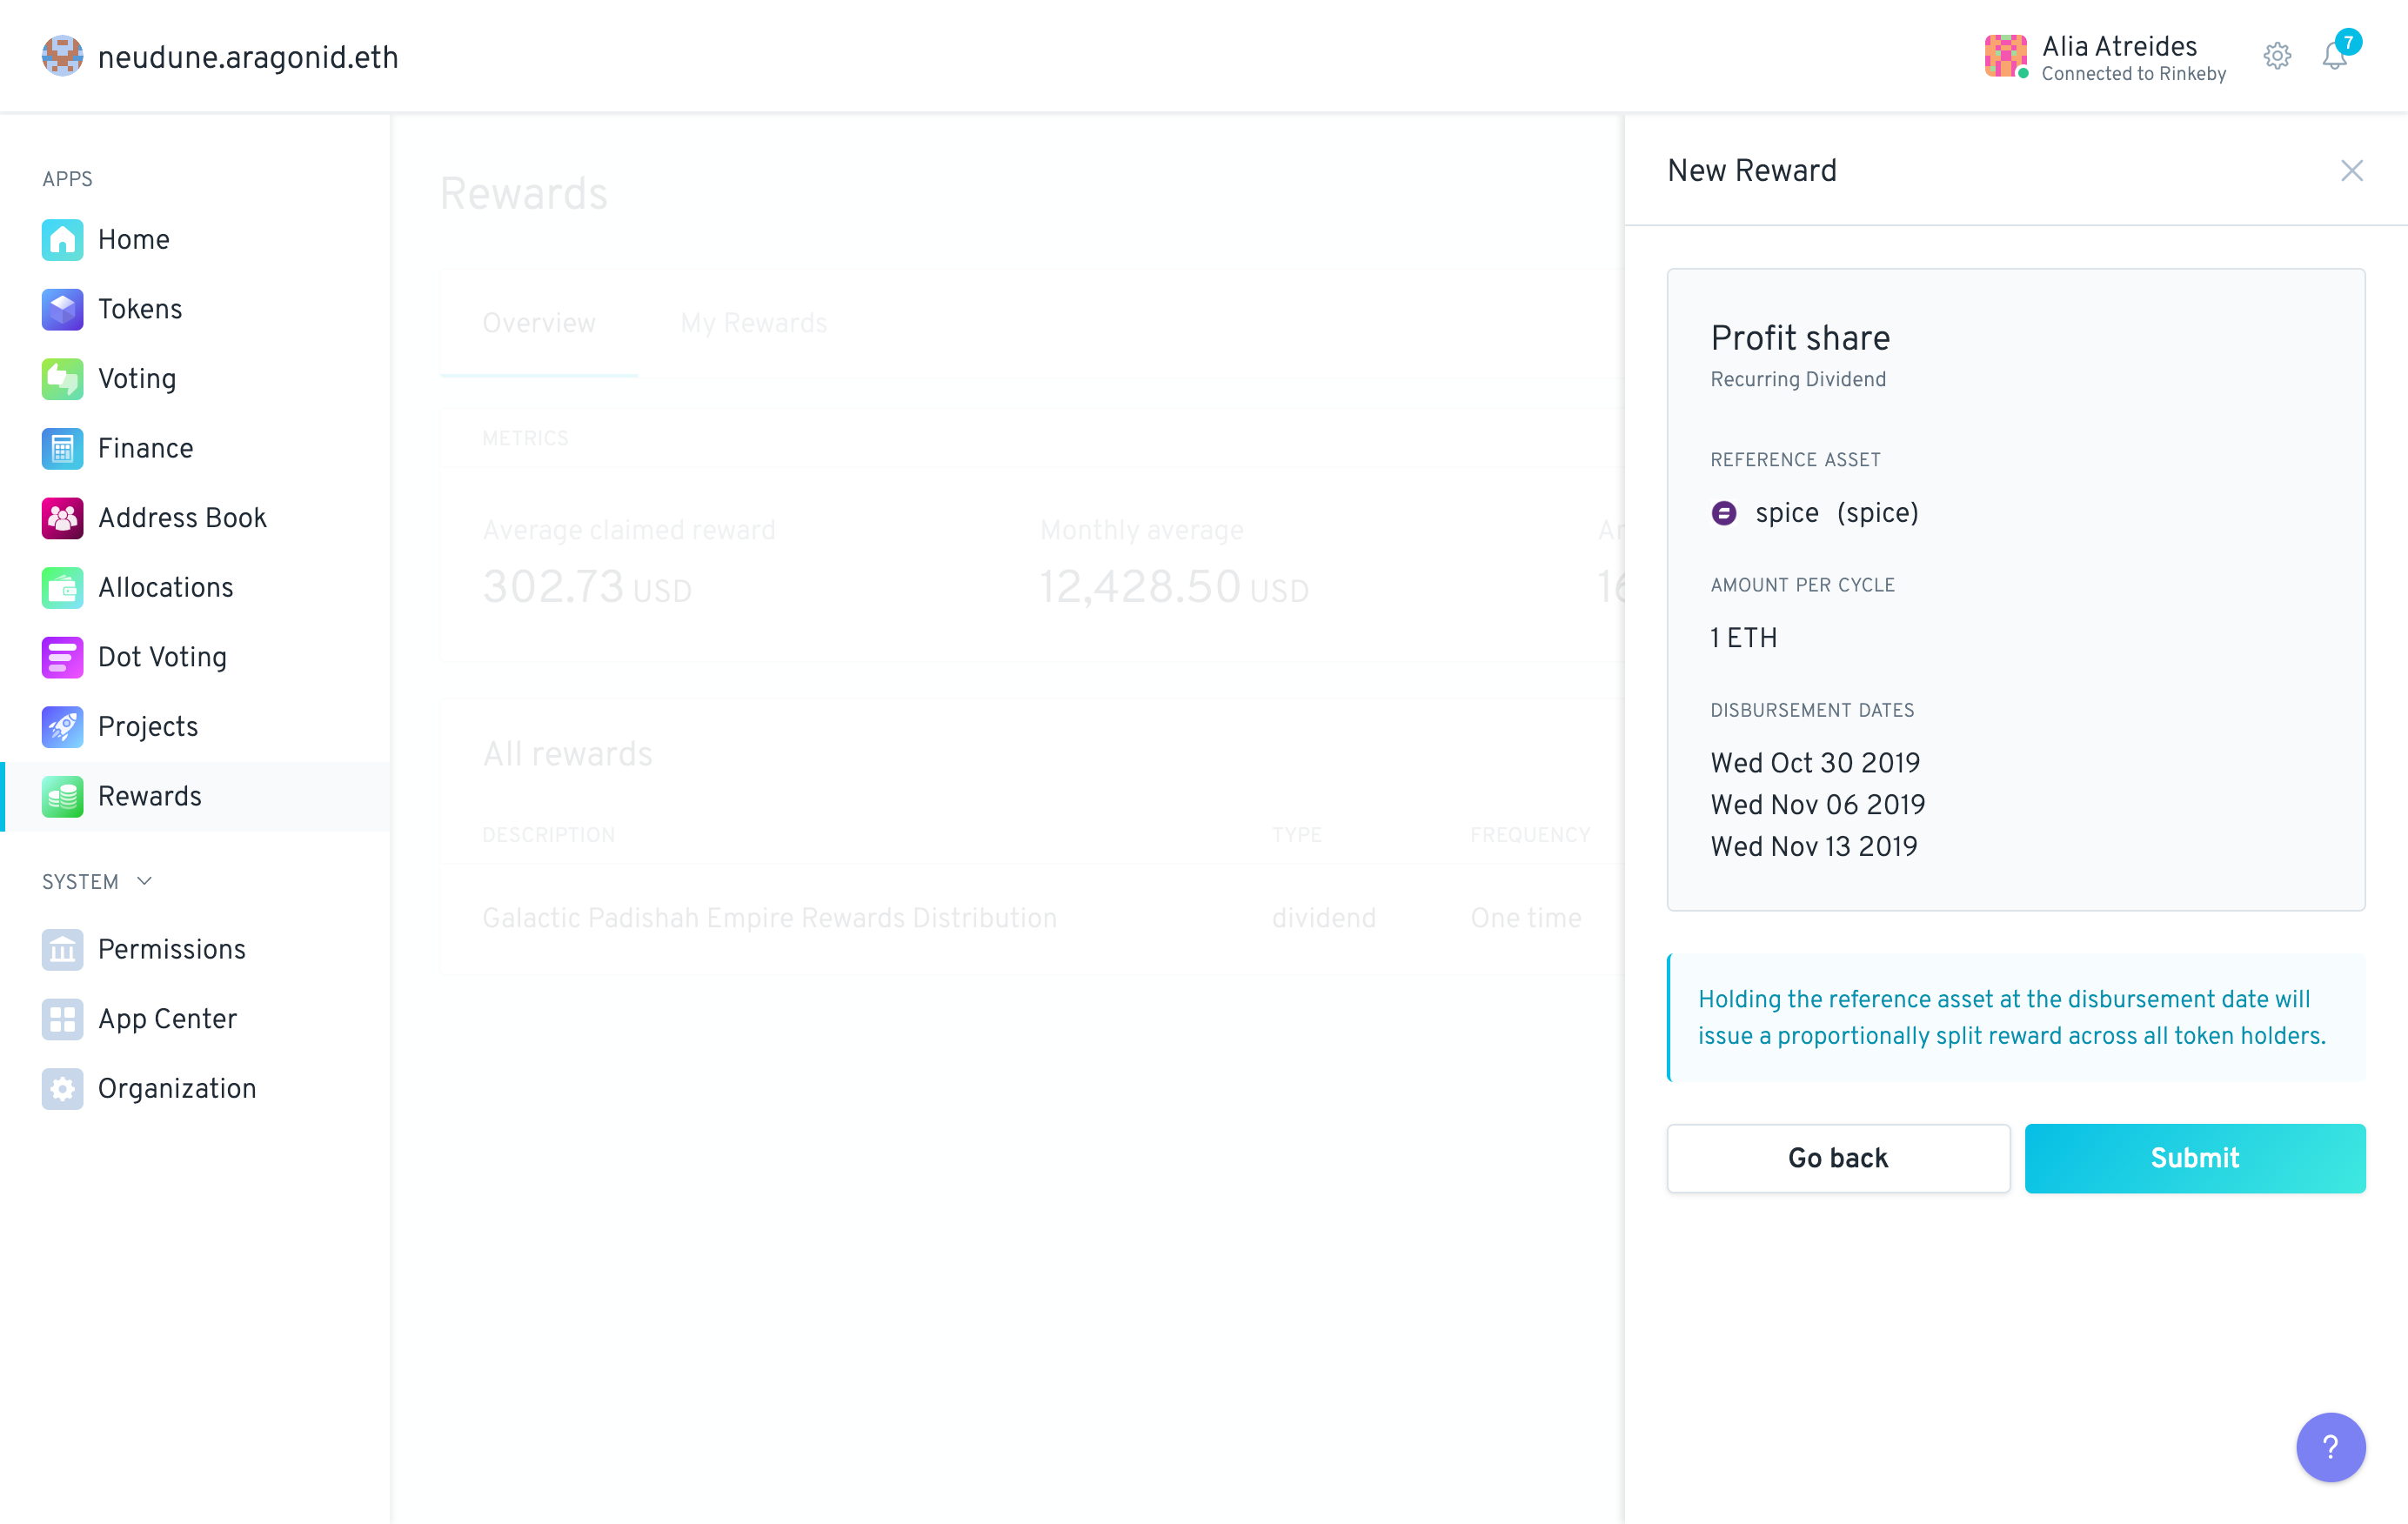 neudune.aragonid.eth
Alia Atreides
Connected to Rinkeby
7
APPS
Home
Tokens
Voting
Finance
Address Book
Allocations
Dot Voting
Projects
Rewards
SYSTEM
Permissions
App Center
Organization
Rewards
Overview My Rewards
METRICS
Average claimed reward Monthly average
302.73 USD 12,428.50 USD
All rewards
DESCRIPTION TYPE FREQUENCY
Galactic Padishah Empire Rewards Distribution dividend One time
New Reward
Profit share
Recurring Dividend
REFERENCE ASSET
spice (spice)
AMOUNT PER CYCLE
1 ETH
DISBURSEMENT DATES
Wed Oct 30 2019
Wed Nov 06 2019
Wed Nov 13 2019
Holding the reference asset at the disbursement date will
issue a proportionally split reward across all token holders.
Go back Submit
?